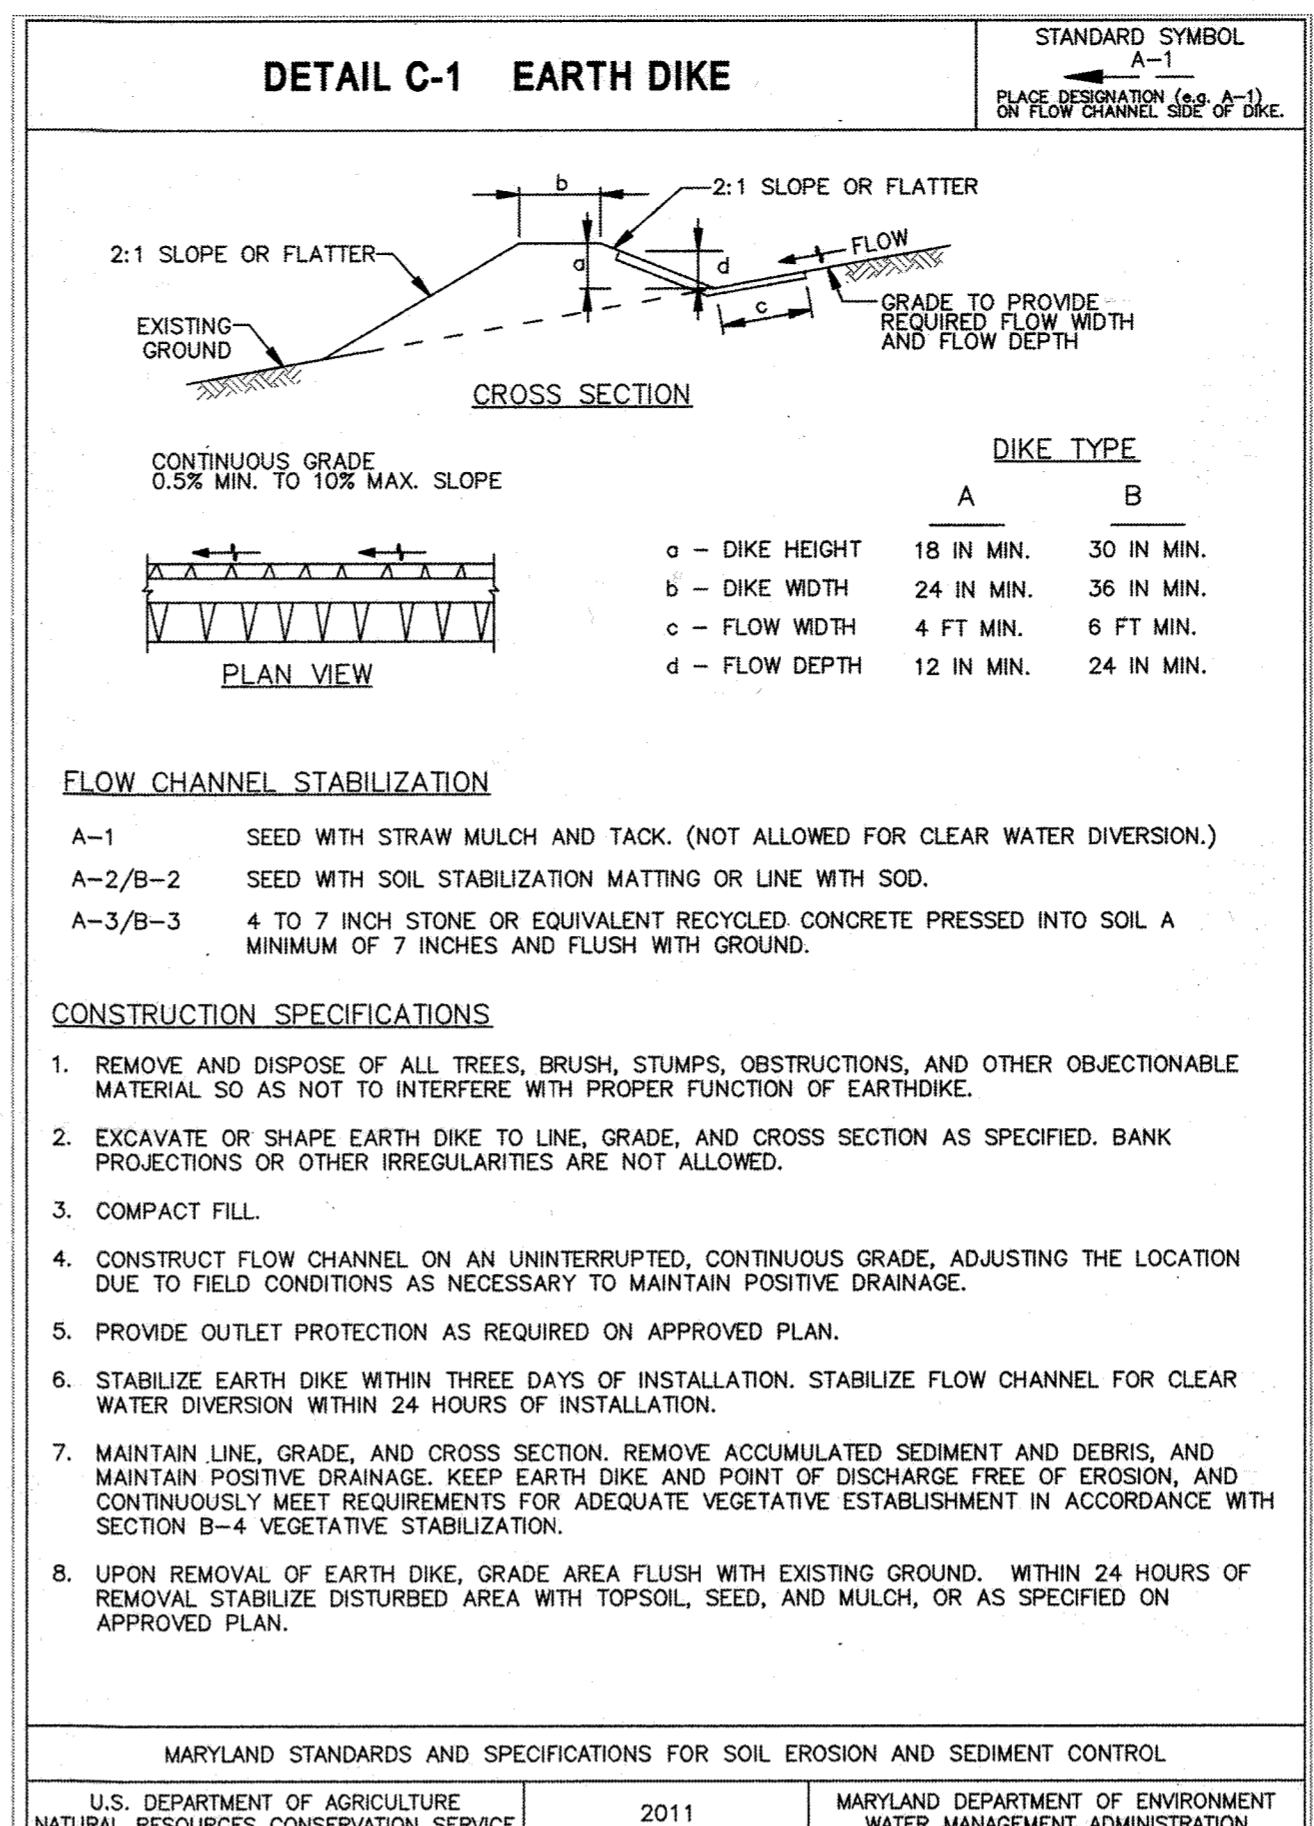 DETAIL C-1 EARTH DIKE
STANDARD SYMBOL
A-1
PLACE DESIGNATION (e.g. A-1)
ON FLOW CHANNEL SIDE OF DIKE.
b
2:1 SLOPE OR FLATTER
2:1 SLOPE OR FLATTER
a
d
FLOW
c
GRADE TO PROVIDE
REQUIRED FLOW WIDTH
AND FLOW DEPTH
EXISTING
GROUND
CROSS SECTION
CONTINUOUS GRADE
0.5% MIN. TO 10% MAX. SLOPE
PLAN VIEW
DIKE TYPE
A B
a - DIKE HEIGHT 18 IN MIN. 30 IN MIN.
b - DIKE WIDTH 24 IN MIN. 36 IN MIN.
c - FLOW WIDTH 4 FT MIN. 6 FT MIN.
d - FLOW DEPTH 12 IN MIN. 24 IN MIN.
FLOW CHANNEL STABILIZATION
A-1 SEED WITH STRAW MULCH AND TACK. (NOT ALLOWED FOR CLEAR WATER DIVERSION.)
A-2/B-2 SEED WITH SOIL STABILIZATION MATTING OR LINE WITH SOD.
A-3/B-3 4 TO 7 INCH STONE OR EQUIVALENT RECYCLED CONCRETE PRESSED INTO SOIL A
MINIMUM OF 7 INCHES AND FLUSH WITH GROUND.
CONSTRUCTION SPECIFICATIONS
1. REMOVE AND DISPOSE OF ALL TREES, BRUSH, STUMPS, OBSTRUCTIONS, AND OTHER OBJECTIONABLE
MATERIAL SO AS NOT TO INTERFERE WITH PROPER FUNCTION OF EARTHDIKE.
2. EXCAVATE OR SHAPE EARTH DIKE TO LINE, GRADE, AND CROSS SECTION AS SPECIFIED. BANK
PROJECTIONS OR OTHER IRREGULARITIES ARE NOT ALLOWED.
3. COMPACT FILL.
4. CONSTRUCT FLOW CHANNEL ON AN UNINTERRUPTED, CONTINUOUS GRADE, ADJUSTING THE LOCATION
DUE TO FIELD CONDITIONS AS NECESSARY TO MAINTAIN POSITIVE DRAINAGE.
5. PROVIDE OUTLET PROTECTION AS REQUIRED ON APPROVED PLAN.
6. STABILIZE EARTH DIKE WITHIN THREE DAYS OF INSTALLATION. STABILIZE FLOW CHANNEL FOR CLEAR
WATER DIVERSION WITHIN 24 HOURS OF INSTALLATION.
7. MAINTAIN LINE, GRADE, AND CROSS SECTION. REMOVE ACCUMULATED SEDIMENT AND DEBRIS, AND
MAINTAIN POSITIVE DRAINAGE. KEEP EARTH DIKE AND POINT OF DISCHARGE FREE OF EROSION, AND
CONTINUOUSLY MEET REQUIREMENTS FOR ADEQUATE VEGETATIVE ESTABLISHMENT IN ACCORDANCE WITH
SECTION B-4 VEGETATIVE STABILIZATION.
8. UPON REMOVAL OF EARTH DIKE, GRADE AREA FLUSH WITH EXISTING GROUND. WITHIN 24 HOURS OF
REMOVAL STABILIZE DISTURBED AREA WITH TOPSOIL, SEED, AND MULCH, OR AS SPECIFIED ON
APPROVED PLAN.
MARYLAND STANDARDS AND SPECIFICATIONS FOR SOIL EROSION AND SEDIMENT CONTROL
U.S. DEPARTMENT OF AGRICULTURE
NATURAL RESOURCES CONSERVATION SERVICE
2011
MARYLAND DEPARTMENT OF ENVIRONMENT
WATER MANAGEMENT ADMINISTRATION